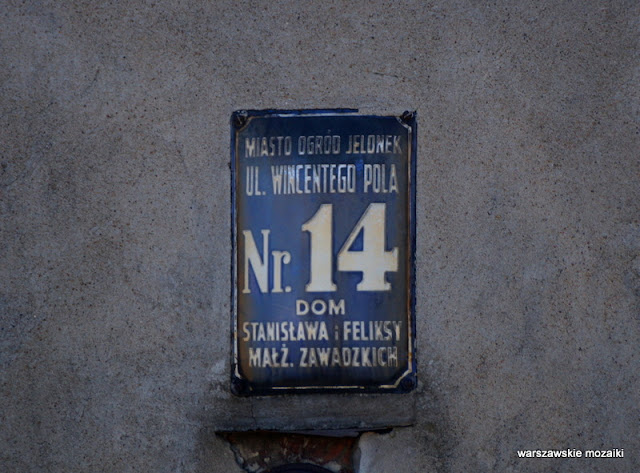 MIASTO OGRÓD JELONEK
UL. WINCENTEGO POLA
Nr. 14
DOM
STANISŁAWA i FELIKSY
MAŁŻ. ZAWADZKICH
warszawskie mozaiki